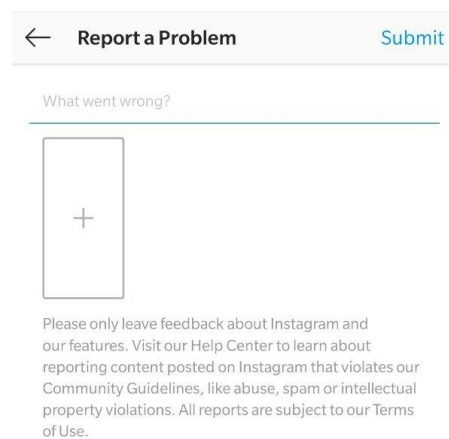 Report a Problem Submit
What went wrong?
Please only leave feedback about Instagram and
our features. Visit our Help Center to learn about
reporting content posted on Instagram that violates our
Community Guidelines, like abuse, spam or intellectual
property violations. All reports are subject to our Terms
of Use.